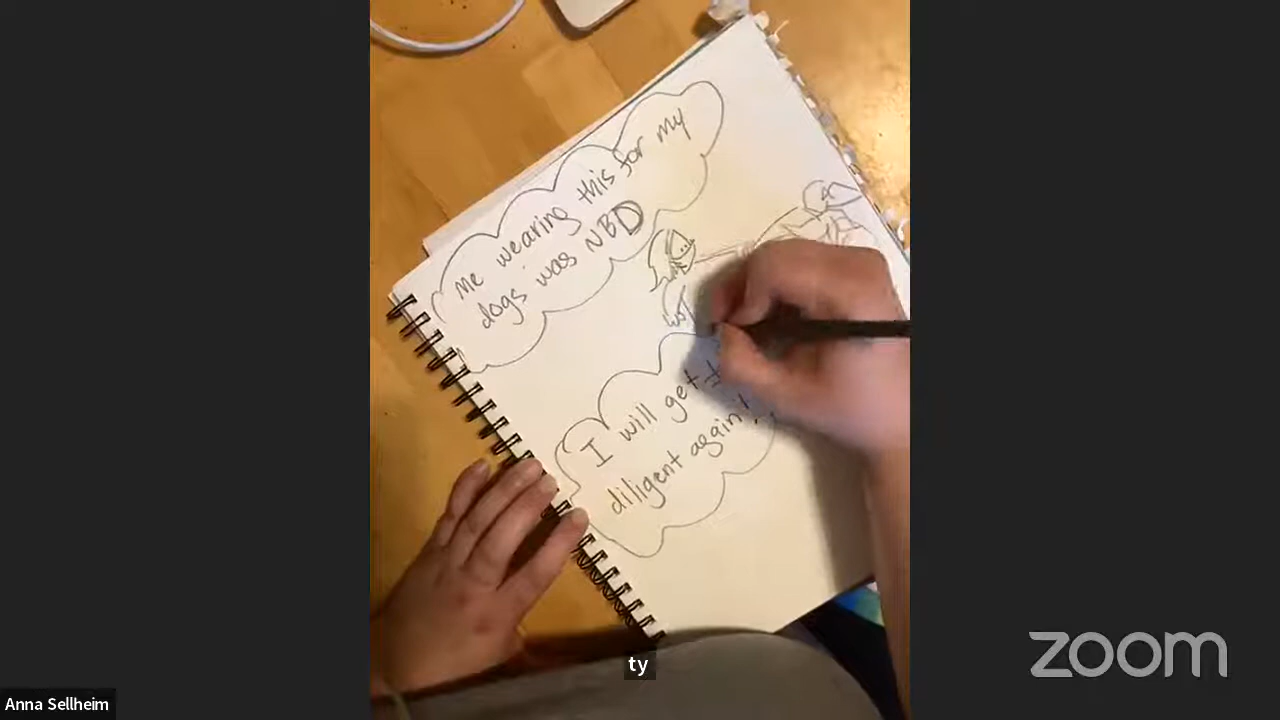 me wearing this for my
dogs was NBD
I will get
diligent again!
ty
zoom
Anna Sellheim